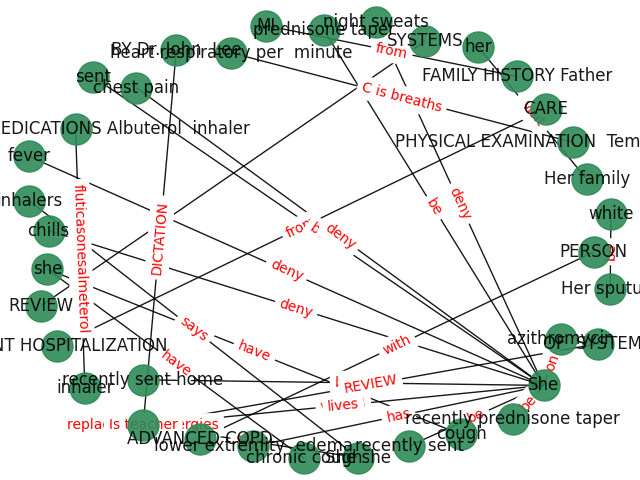 ML
prednisone taper
night sweats
SYSTEMS
her
BY Dr. John Lee
heart respiratory per minute
from
sent
chest pain
FAMILY HISTORY Father
C is breaths
CARE
EDICATIONS Albuterol inhaler
PHYSICAL EXAMINATION Tem
fever
Her family
inhalers
fluticasonesalmeterol
be
deny
white
chills
DICTATION
from
deny
PERSON
she
deny
Her sputu
REVIEW
deny
says
NT HOSPITALIZATION
have
with
azithromycin
OF SYSTEM
have
on
inhaler
recently sent home
REVIEW
She
lives
be
has
be
recently prednisone taper
Is teacher
ADVANCED COPD
cough
lower extremity edema
recently sent
chronic cough
she